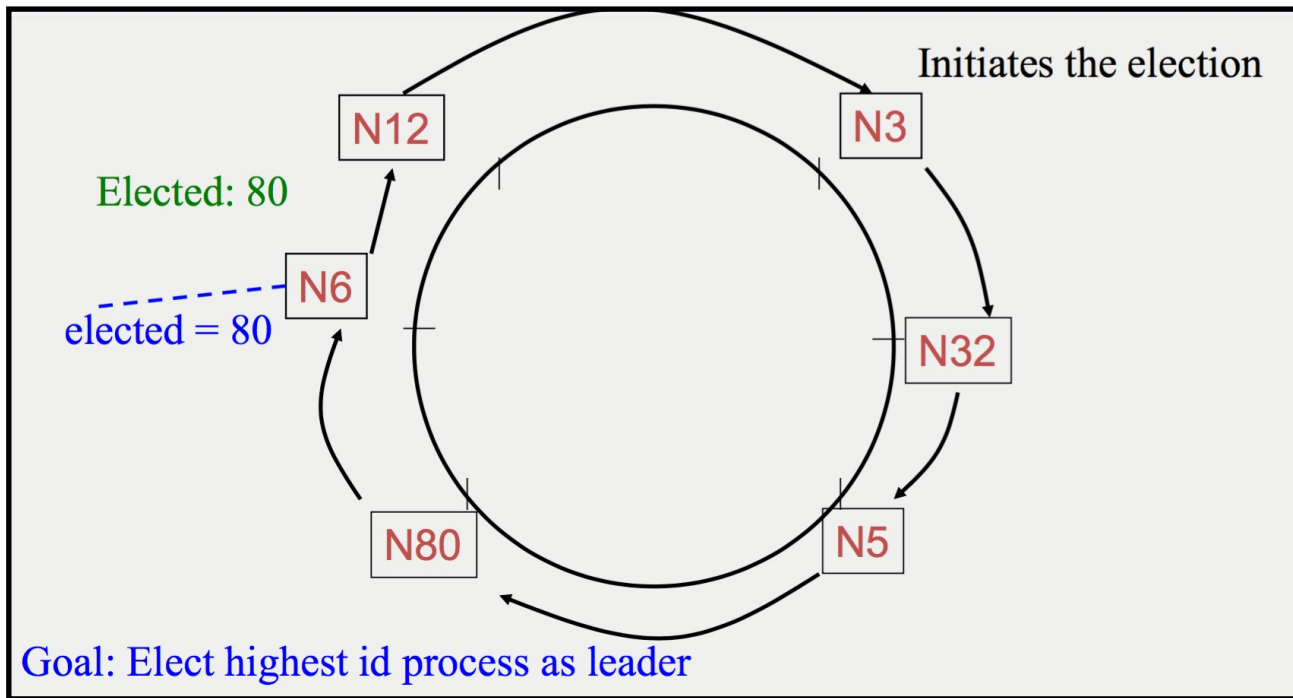 Initiates the election
N12
N3
Elected: 80
N6
elected = 80
N32
N80
N5
Goal: Elect highest id process as leader